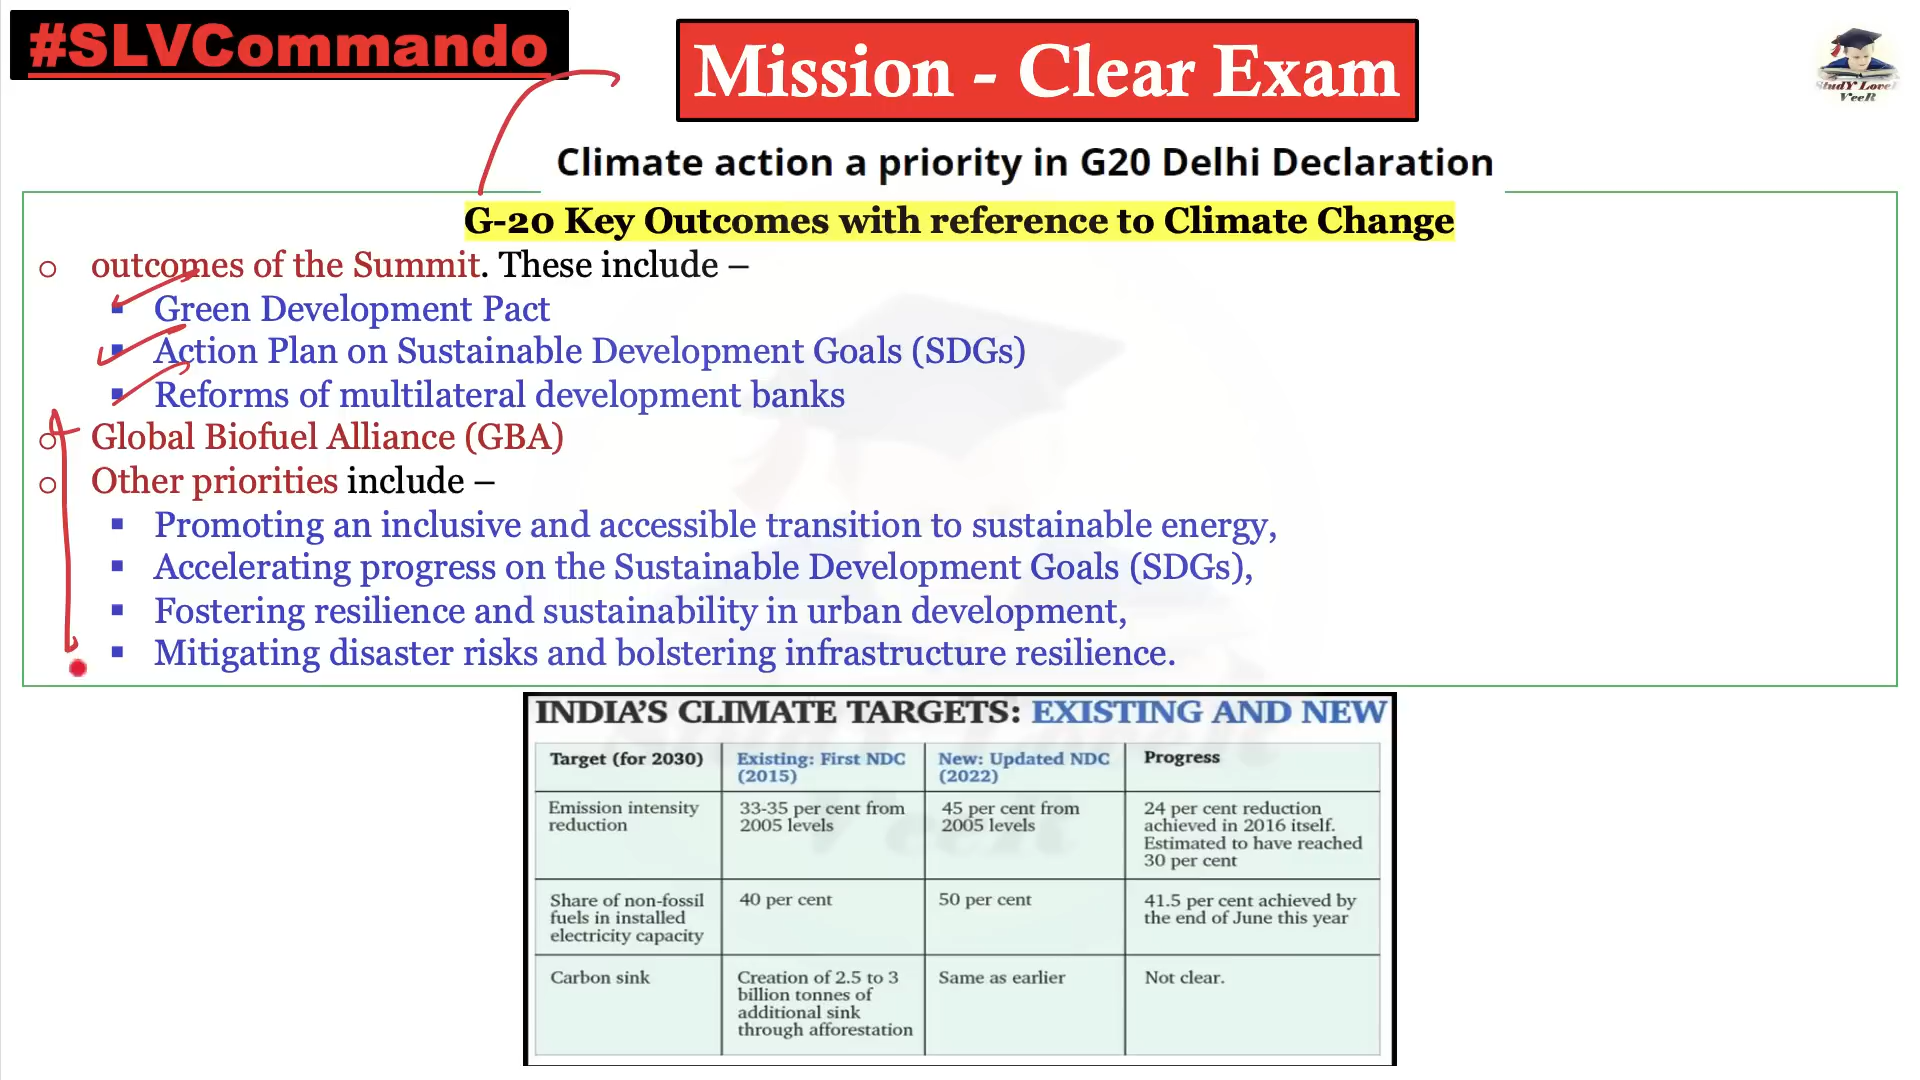 #SLVCommando
Mission - Clear Exam
StudY LoveR
VeeR
Climate action a priority in G20 Delhi Declaration
G-20 Key Outcomes with reference to Climate Change
outcomes of the Summit. These include –
Green Development Pact
Action Plan on Sustainable Development Goals (SDGs)
Reforms of multilateral development banks
Global Biofuel Alliance (GBA)
Other priorities include –
Promoting an inclusive and accessible transition to sustainable energy,
Accelerating progress on the Sustainable Development Goals (SDGs),
Fostering resilience and sustainability in urban development,
Mitigating disaster risks and bolstering infrastructure resilience.
INDIA'S CLIMATE TARGETS: EXISTING AND NEW
Target (for 2030)
Existing: First NDC
(2015)
New: Updated NDC
(2022)
Progress
Emission intensity
reduction
33-35 per cent from
2005 levels
45 per cent from
2005 levels
24 per cent reduction
achieved in 2016 itself.
Estimated to have reached
30 per cent
Share of non-fossil
fuels in installed
electricity capacity
40 per cent
50 per cent
41.5 per cent achieved by
the end of June this year
Carbon sink
Creation of 2.5 to 3
billion tonnes of
additional sink
through afforestation
Same as earlier
Not clear.